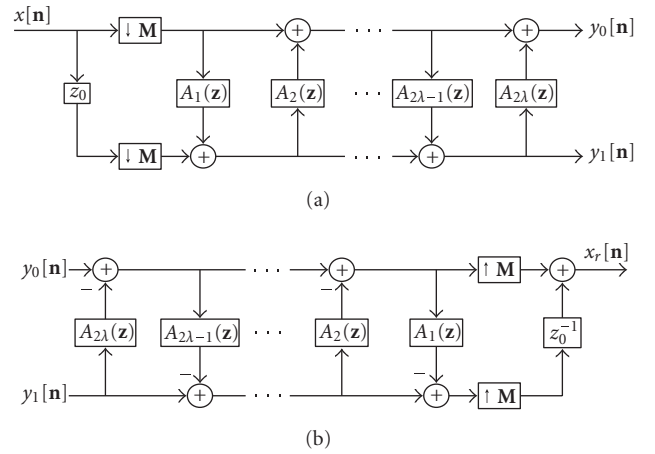 x[n]
↓ M
+
· · ·
+
y₀[n]
z₀
A₁(z)
A₂(z)
· · ·
A₂λ₋₁(z)
A₂λ(z)
↓ M
+
· · ·
+
y₁[n]
(a)
y₀[n]
+
· · ·
+
↑ M
+
xᵣ[n]
−
−
A₂λ(z)
A₂λ₋₁(z)
· · ·
A₂(z)
A₁(z)
z₀⁻¹
−
−
y₁[n]
+
· · ·
+
↑ M
(b)